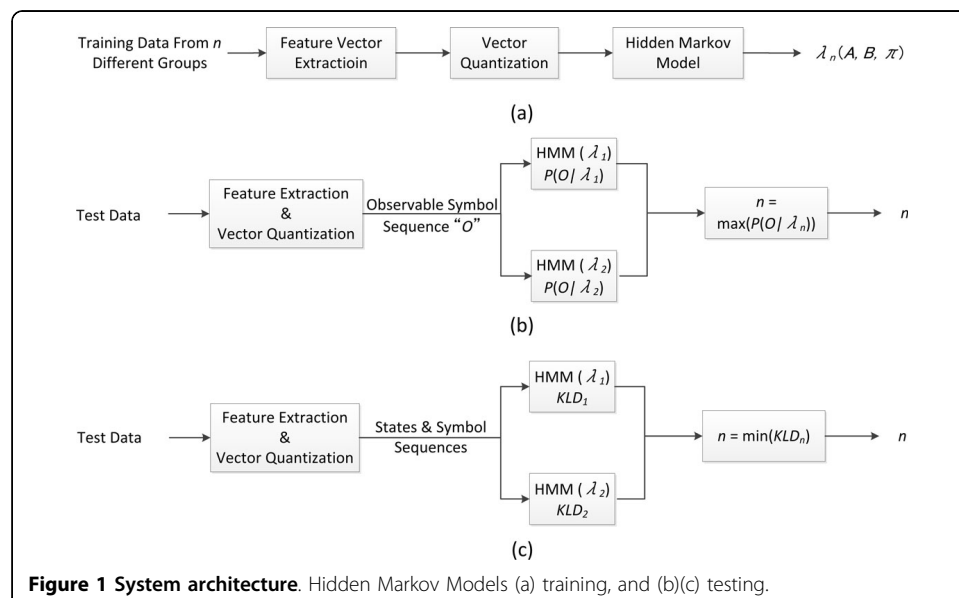 Training Data From n
Different Groups
Feature Vector
Extractioin
Vector
Quantization
Hidden Markov
Model
λn(A, B, π)
(a)
Test Data
Feature Extraction
&
Vector Quantization
Observable Symbol
Sequence “O”
HMM (λ1)
P(O| λ1)
HMM (λ2)
P(O| λ2)
n =
max(P(O| λn))
n
(b)
Test Data
Feature Extraction
&
Vector Quantization
States & Symbol
Sequences
HMM (λ1)
KLD1
HMM (λ2)
KLD2
n = min(KLDn)
n
(c)
Figure 1 System architecture. Hidden Markov Models (a) training, and (b)(c) testing.